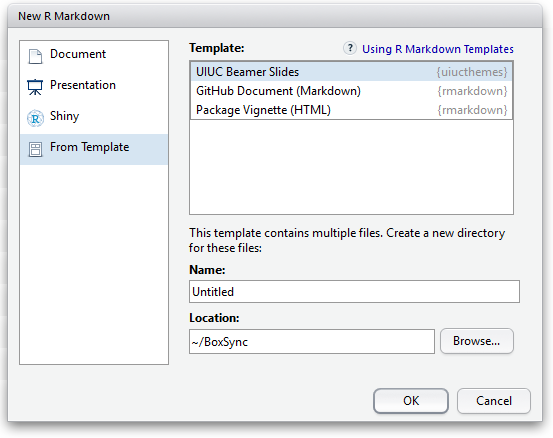 New R Markdown
Document
Presentation
Shiny
From Template
Template:
? Using R Markdown Templates
UIUC Beamer Slides {uiucthemes}
GitHub Document (Markdown) {rmarkdown}
Package Vignette (HTML) {rmarkdown}
This template contains multiple files. Create a new directory
for these files:
Name:
Untitled
Location:
~/BoxSync
Browse...
OK
Cancel